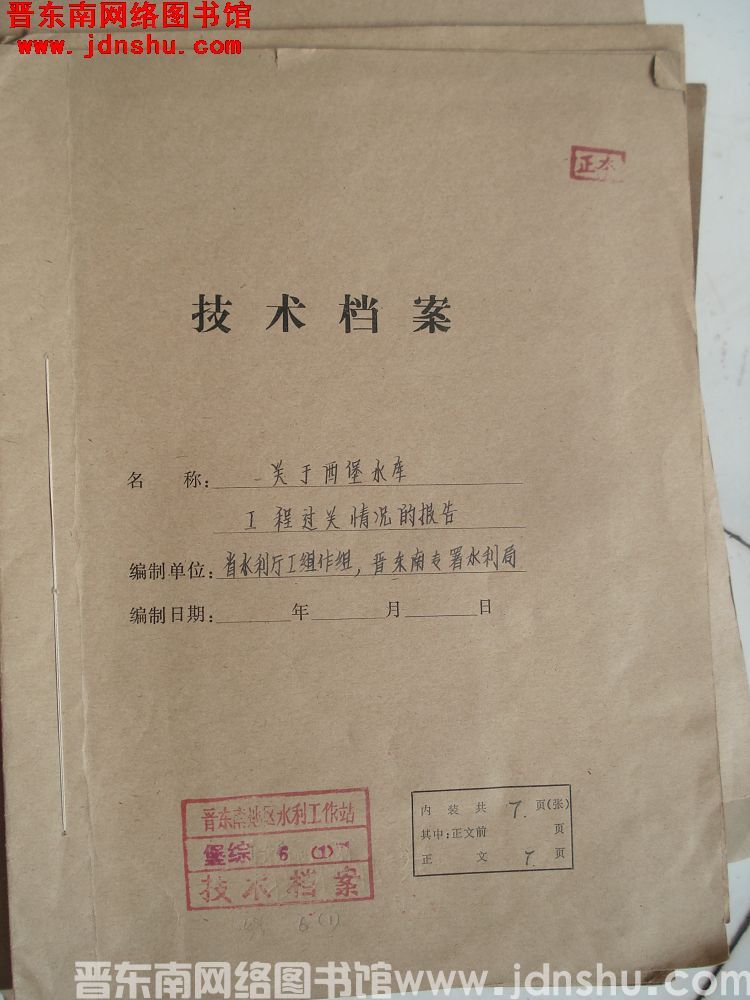 晋东南网络图书馆
www.jdnshu.com
正本
技术档案
名 称: 关于西堡水库
工程过关情况的报告
编制单位: 省水利厅工组作组,晋东南专署水利局
编制日期: 年 月 日
晋东南地区水利工作站
堡综 6 (1)
技术档案
6(1)
内装共 7. 页(张)
其中:正文前 页
正 文 7. 页
晋东南网络图书馆www.jdnshu.com